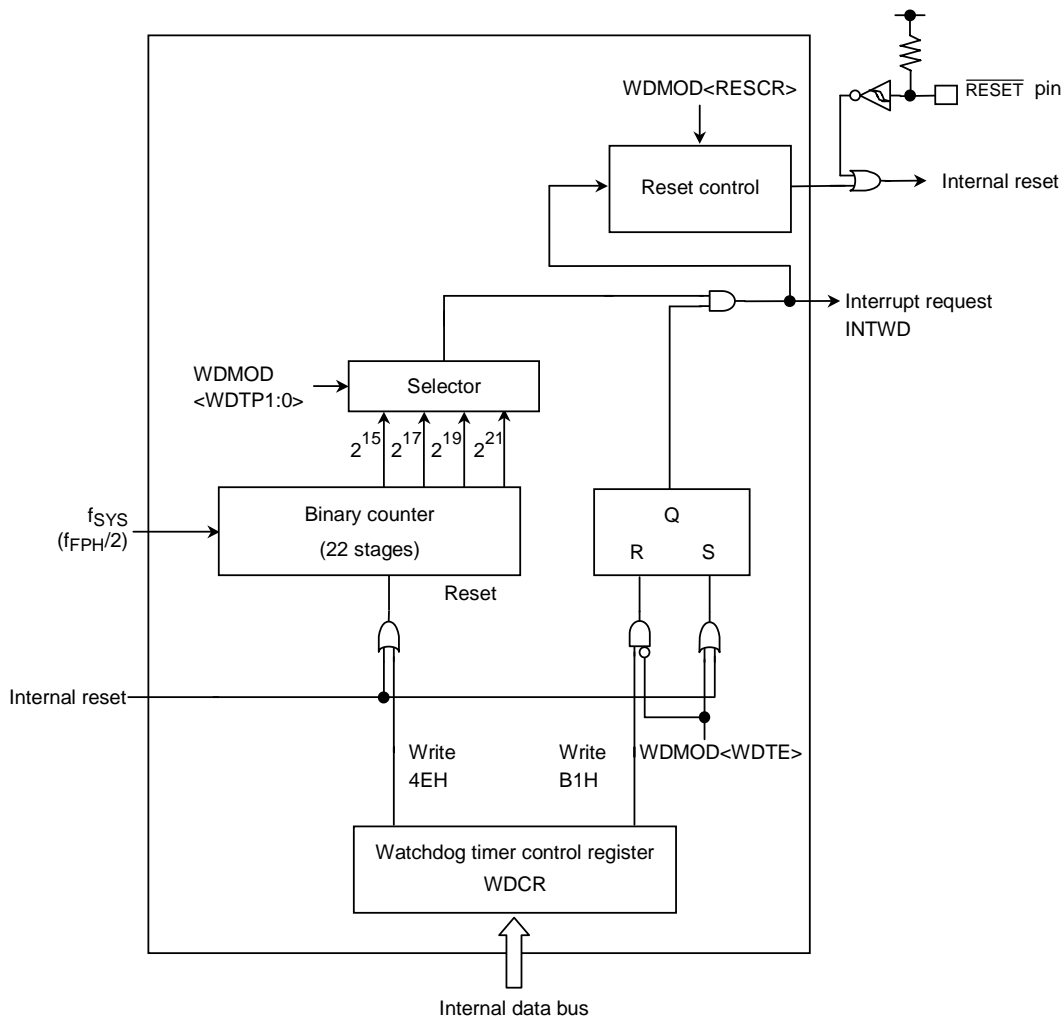 RESET pin
WDMOD<RESCR>
Reset control
Internal reset
Interrupt request
INTWD
WDMOD
<WDTP1:0>
Selector
2^15 2^17 2^19 2^21
fSYS
(fFPH/2)
Binary counter
(22 stages)
Q
R S
Reset
Internal reset
Write
4EH
Write
B1H
WDMOD<WDTE>
Watchdog timer control register
WDCR
Internal data bus